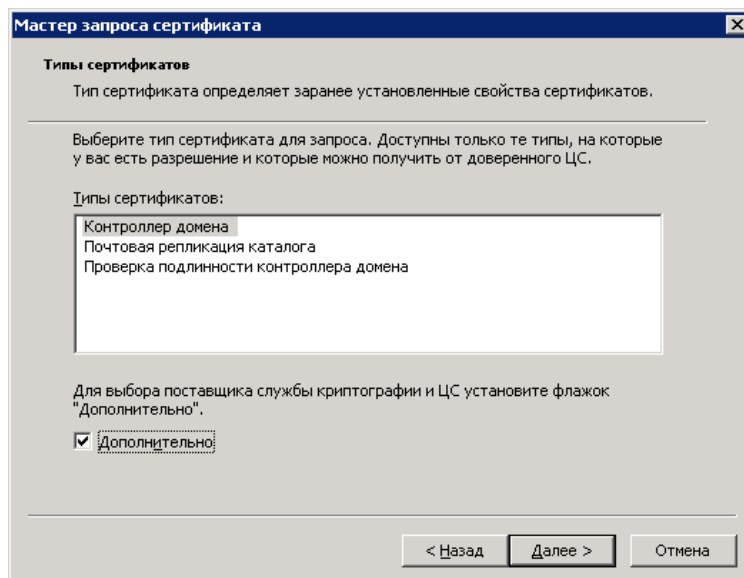 Мастер запроса сертификата
Типы сертификатов
Тип сертификата определяет заранее установленные свойства сертификатов.
Выберите тип сертификата для запроса. Доступны только те типы, на которые
у вас есть разрешение и которые можно получить от доверенного ЦС.
Типы сертификатов:
Контроллер домена
Почтовая репликация каталога
Проверка подлинности контроллера домена
Для выбора поставщика службы криптографии и ЦС установите флажок
"Дополнительно".
Дополнительно
< Назад Далее > Отмена